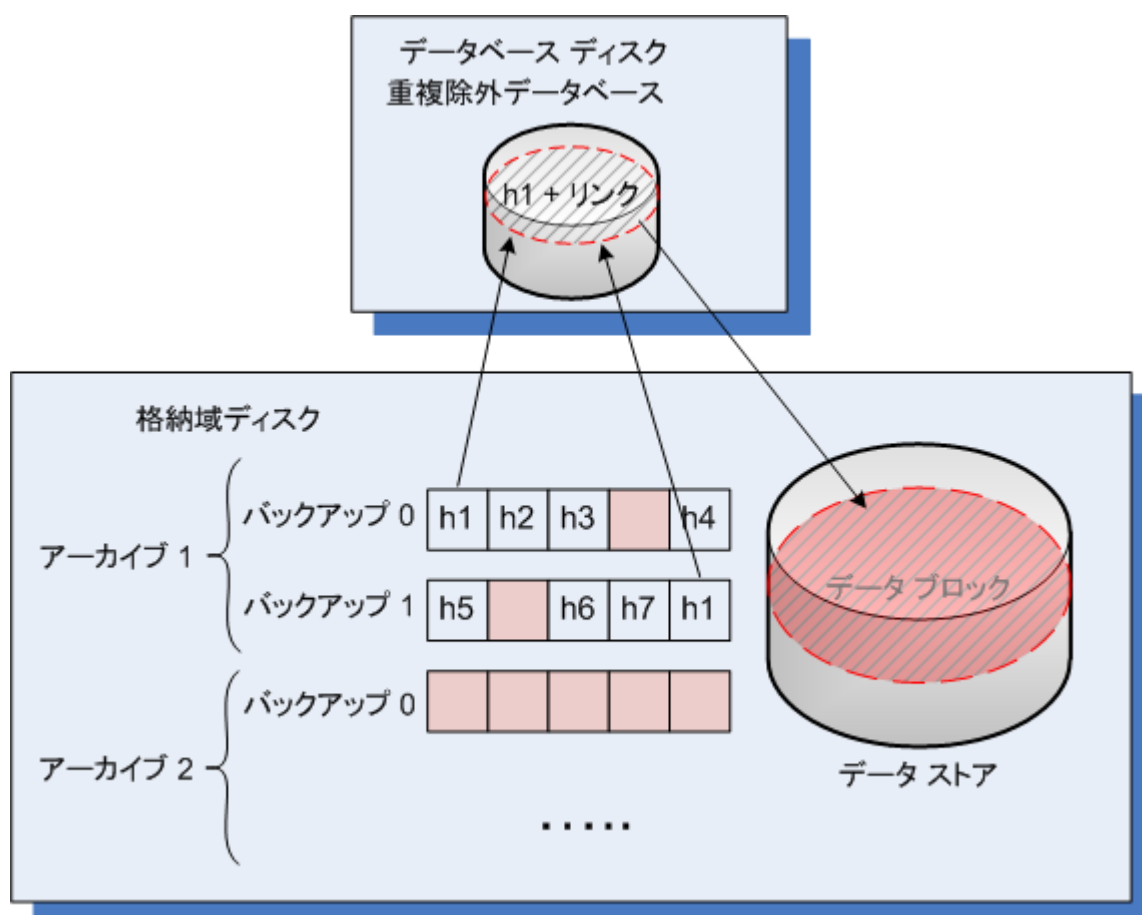 データベース ディスク
重複除外データベース
h1 + リンク
格納域ディスク
アーカイブ 1
バックアップ 0
h1 h2 h3 h4
バックアップ 1
h5 h6 h7 h1
データ ブロック
アーカイブ 2
バックアップ 0
データ ストア
.....